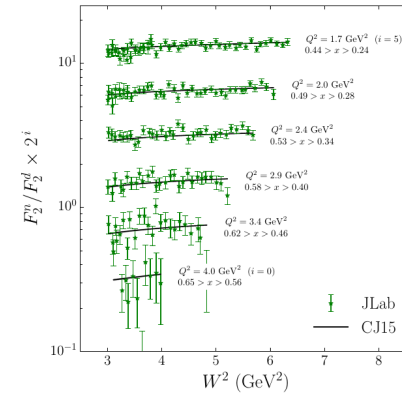 10¹
Q² = 1.7 GeV² (i = 5)
0.44 > x > 0.24
Q² = 2.0 GeV²
0.49 > x > 0.28
Q² = 2.4 GeV²
0.53 > x > 0.34
Q² = 2.9 GeV²
0.58 > x > 0.40
10⁰
Q² = 3.4 GeV²
0.62 > x > 0.46
Q² = 4.0 GeV² (i = 0)
0.65 > x > 0.56
JLab
CJ15
10⁻¹
3 4 5 6 7 8
W² (GeV²)
F₂ⁿ/F₂ᵈ × 2ⁱ